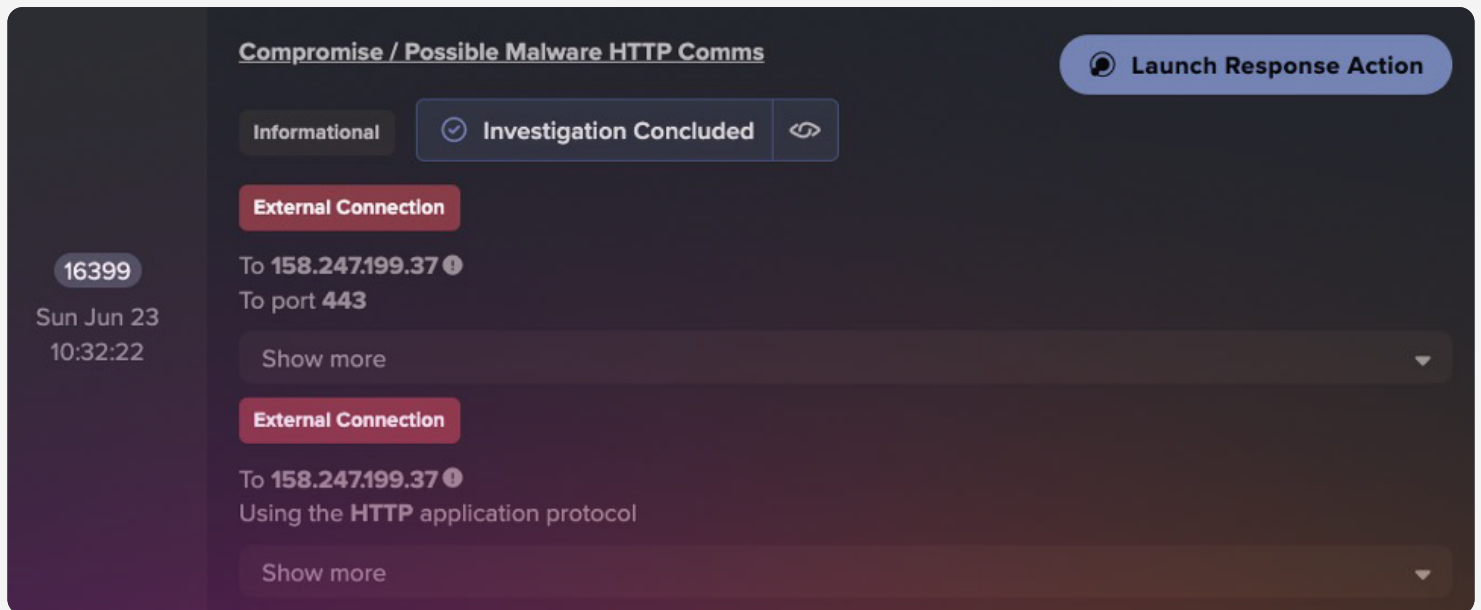 Compromise / Possible Malware HTTP Comms
Launch Response Action
Informational
Investigation Concluded
External Connection
To 158.247.199.37
To port 443
Show more
16399
Sun Jun 23
10:32:22
External Connection
To 158.247.199.37
Using the HTTP application protocol
Show more